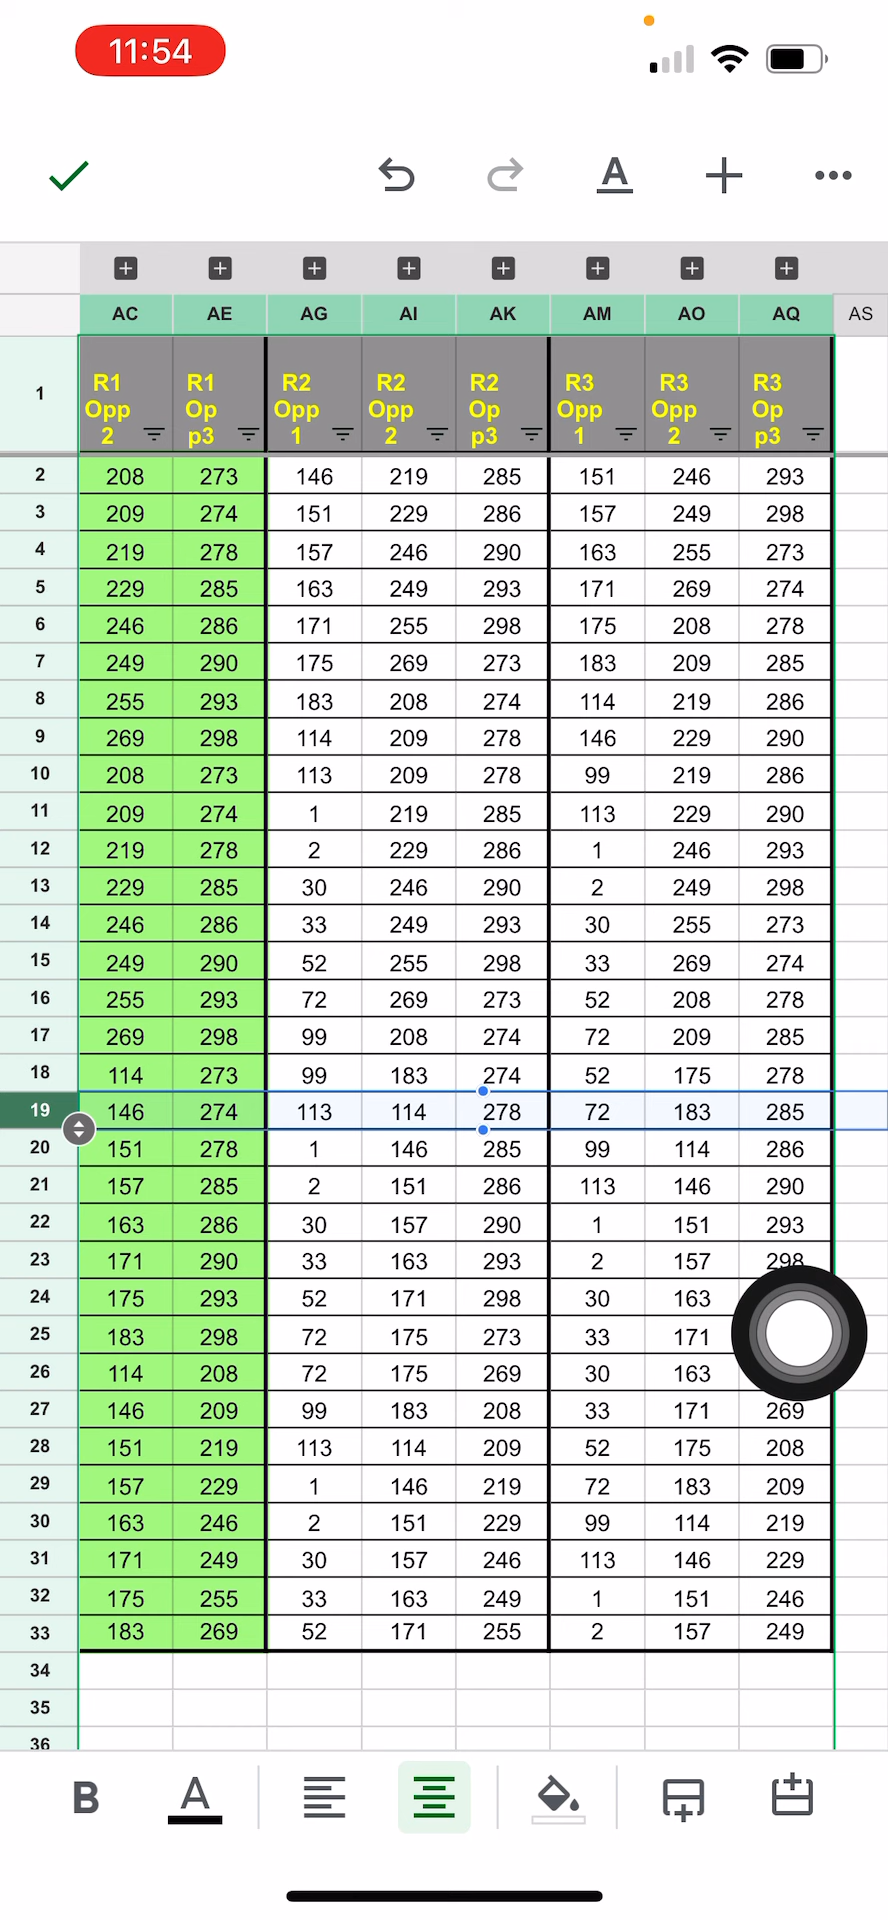 11:54
A
AC AE AG AI AK AM AO AQ AS
1 R1 Opp 2 R1 Op p3 R2 Opp 1 R2 Opp 2 R2 Op p3 R3 Opp 1 R3 Opp 2 R3 Op p3
2 208 273 146 219 285 151 246 293
3 209 274 151 229 286 157 249 298
4 219 278 157 246 290 163 255 273
5 229 285 163 249 293 171 269 274
6 246 286 171 255 298 175 208 278
7 249 290 175 269 273 183 209 285
8 255 293 183 208 274 114 219 286
9 269 298 114 209 278 146 229 290
10 208 273 113 209 278 99 219 286
11 209 274 1 219 285 113 229 290
12 219 278 2 229 286 1 246 293
13 229 285 30 246 290 2 249 298
14 246 286 33 249 293 30 255 273
15 249 290 52 255 298 33 269 274
16 255 293 72 269 273 52 208 278
17 269 298 99 208 274 72 209 285
18 114 273 99 183 274 52 175 278
19 146 274 113 114 278 72 183 285
20 151 278 1 146 285 99 114 286
21 157 285 2 151 286 113 146 290
22 163 286 30 157 290 1 151 293
23 171 290 33 163 293 2 157 298
24 175 293 52 171 298 30 163
25 183 298 72 175 273 33 171
26 114 208 72 175 269 30 163
27 146 209 99 183 208 33 171 269
28 151 219 113 114 209 52 175 208
29 157 229 1 146 219 72 183 209
30 163 246 2 151 229 99 114 219
31 171 249 30 157 246 113 146 229
32 175 255 33 163 249 1 151 246
33 183 269 52 171 255 2 157 249
34
35
36
B A